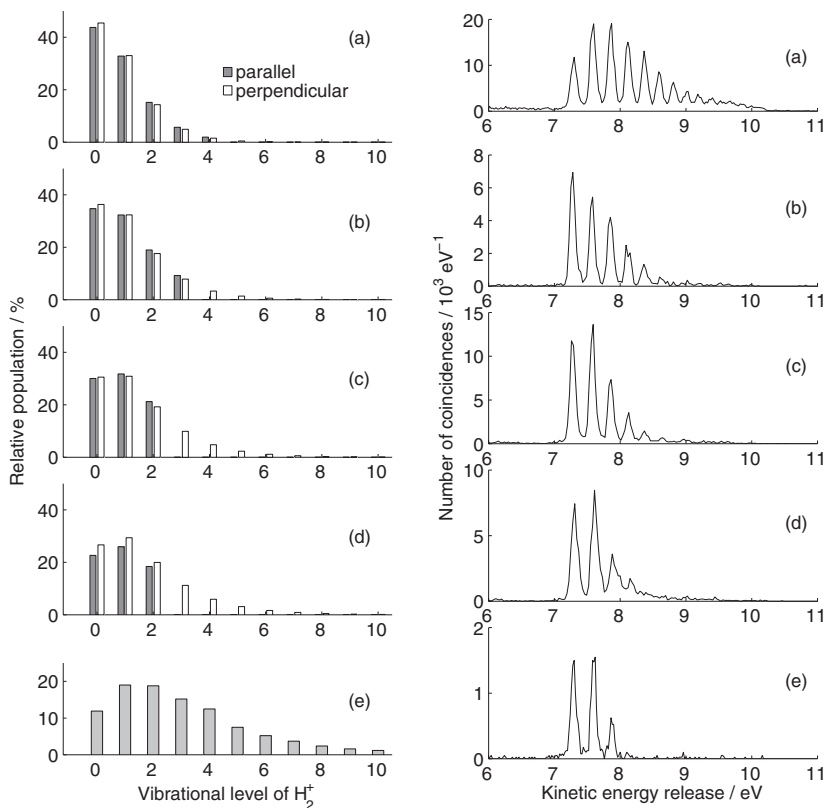 Relative population / %
40
20
0
(a)
parallel
perpendicular
0 2 4 6 8 10
40
20
0
(b)
0 2 4 6 8 10
40
20
0
(c)
0 2 4 6 8 10
40
20
0
(d)
0 2 4 6 8 10
20
10
0
(e)
0 2 4 6 8 10
Vibrational level of H₂⁺
Number of coincidences / 10³ eV⁻¹
20
10
0
(a)
6 7 8 9 10 11
8
6
4
2
0
(b)
6 7 8 9 10 11
15
10
5
0
(c)
6 7 8 9 10 11
10
5
0
(d)
6 7 8 9 10 11
2
1
0
(e)
6 7 8 9 10 11
Kinetic energy release / eV